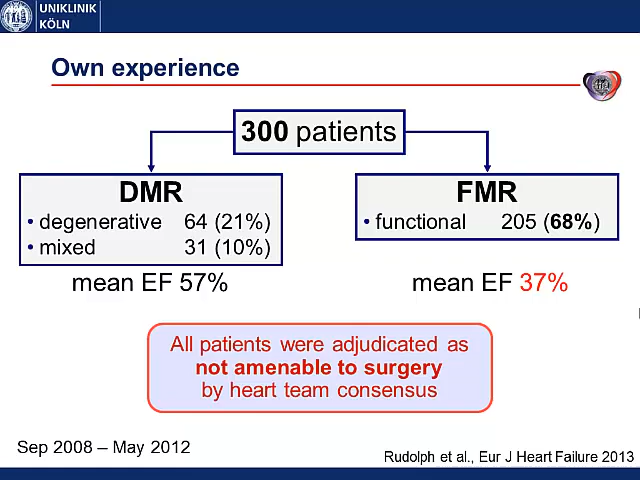 UNIKLINIK
KÖLN
Own experience
300 patients
DMR
• degenerative 64 (21%)
• mixed 31 (10%)
mean EF 57%
FMR
• functional 205 (68%)
mean EF 37%
All patients were adjudicated as
not amenable to surgery
by heart team consensus
Sep 2008 – May 2012
Rudolph et al., Eur J Heart Failure 2013